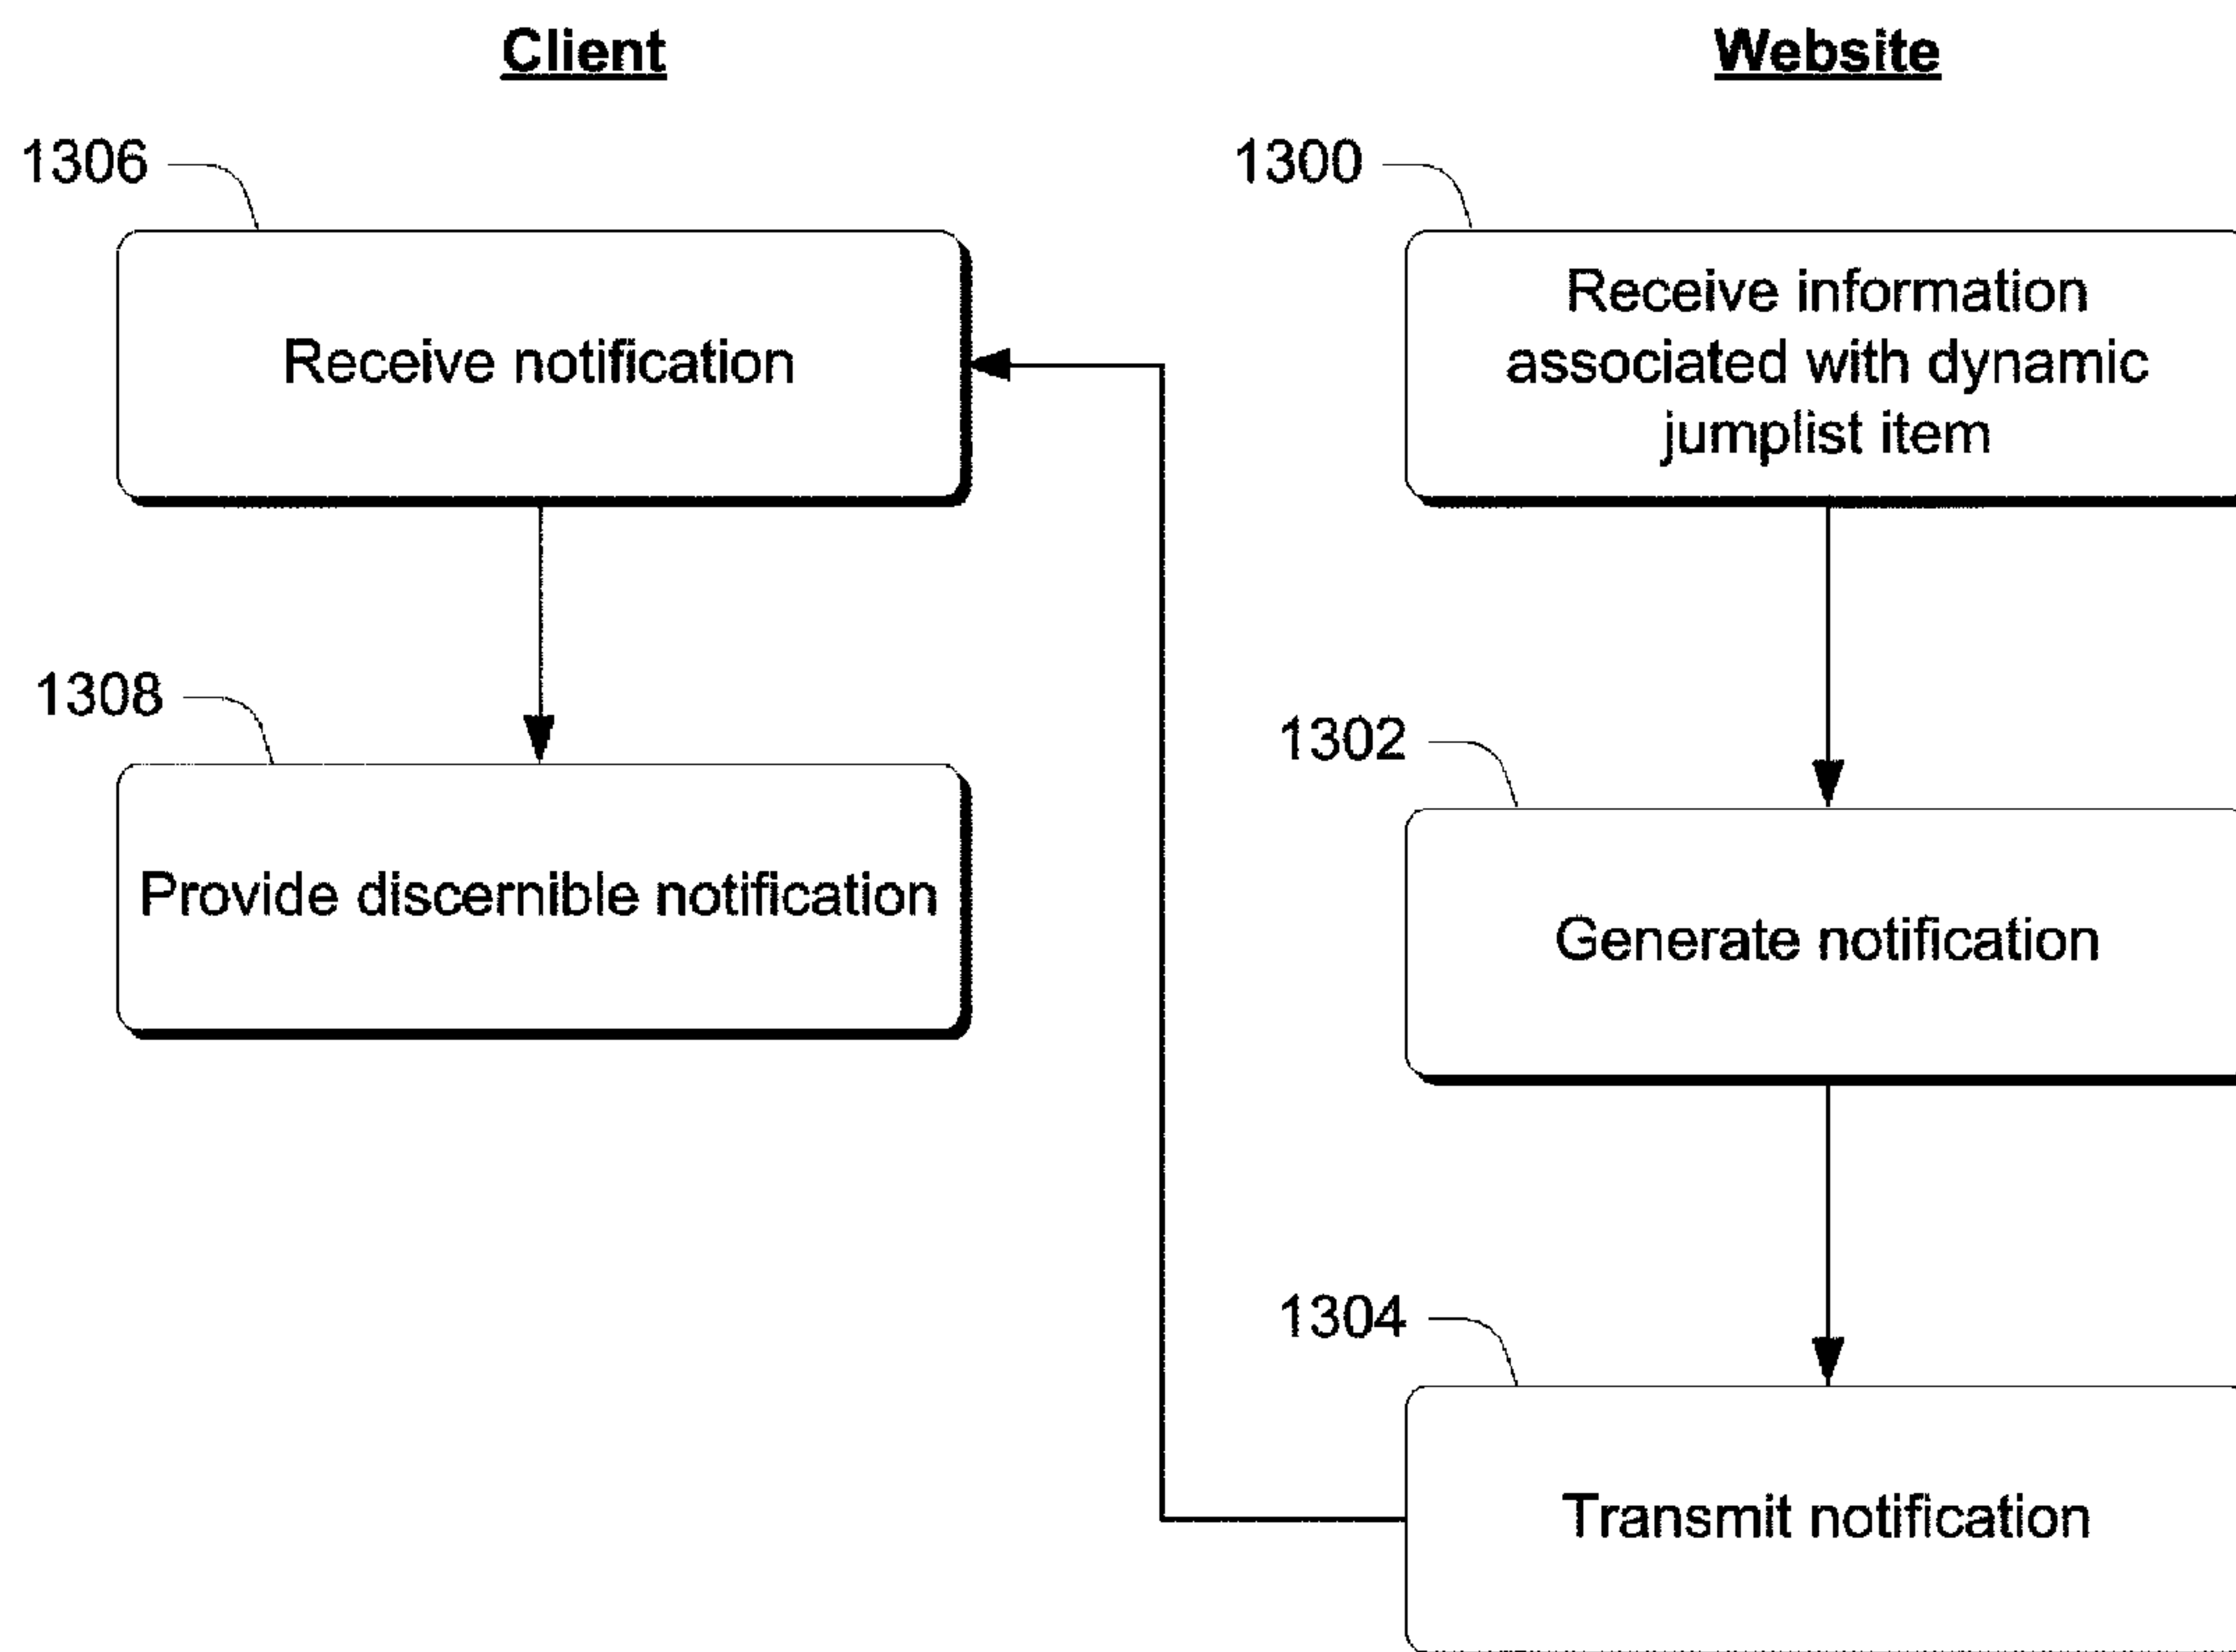 Client
1306
Receive notification
1308
Provide discernible notification
Website
1300
Receive information
associated with dynamic
jumplist item
1302
Generate notification
1304
Transmit notification